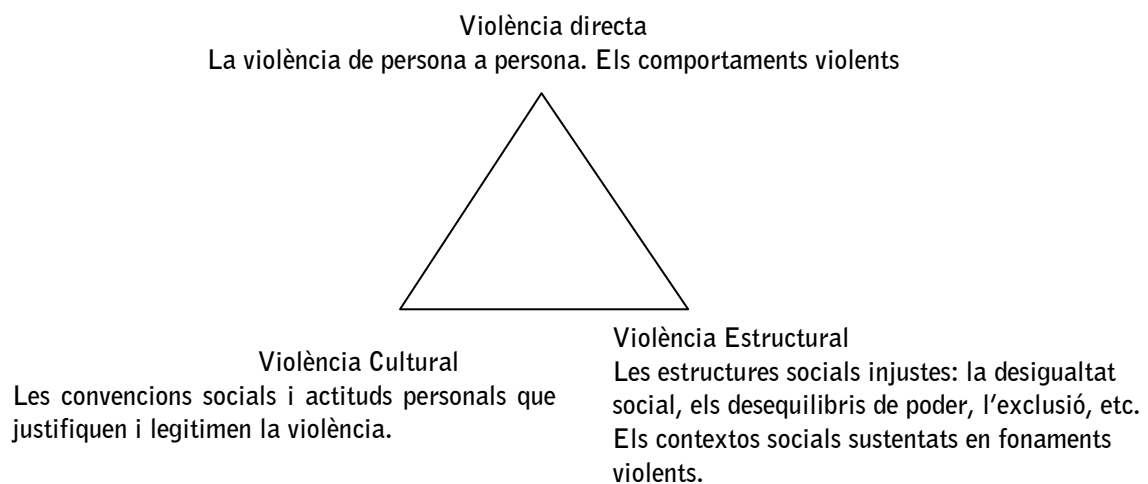 Violència directa
La violència de persona a persona. Els comportaments violents
Violència Cultural
Les convencions socials i actituds personals que
justifiquen i legitimen la violència.
Violència Estructural
Les estructures socials injustes: la desigualtat
social, els desequilibris de poder, l'exclusió, etc.
Els contextos socials sustentats en fonaments
violents.